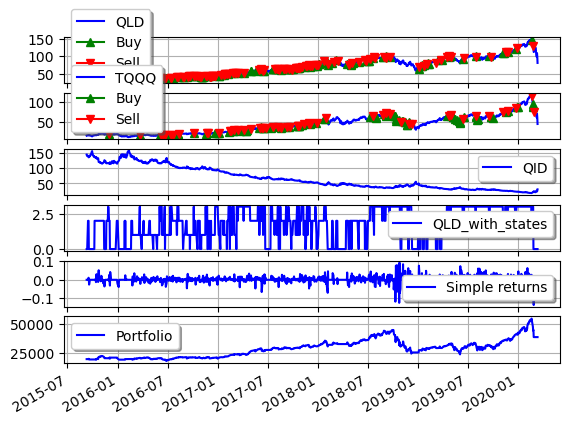 QLD
Buy
Sell
150
100
50
TQQQ
Buy
Sell
100
50
150
100
50
QID
2.5
0.0
QLD_with_states
0.1
0.0
−0.1
Simple returns
50000
25000
Portfolio
2015-07
2016-01
2016-07
2017-01
2017-07
2018-01
2018-07
2019-01
2019-07
2020-01